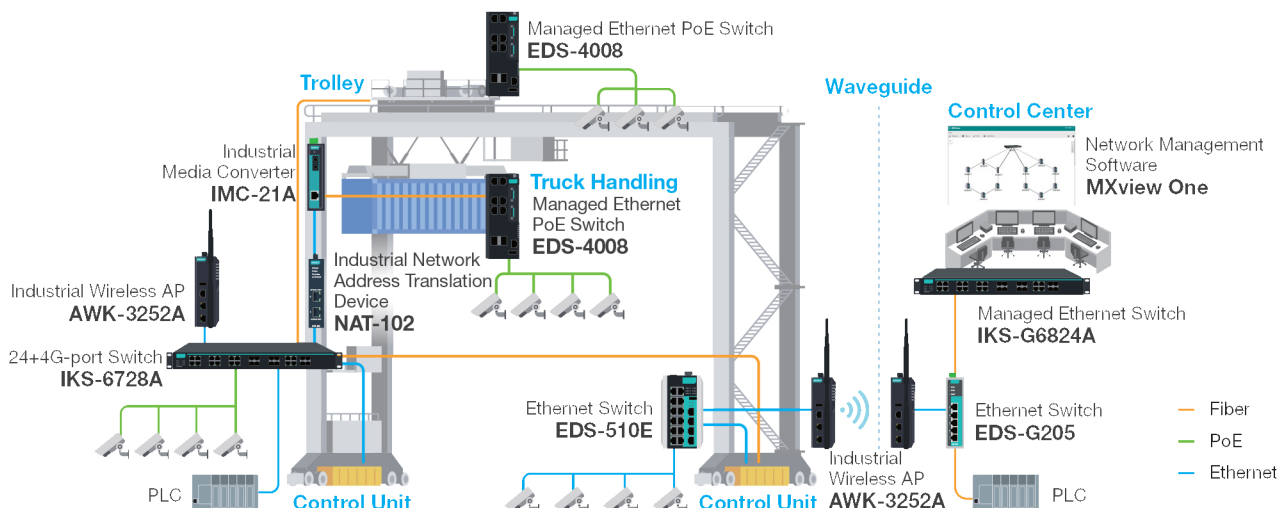 Managed Ethernet PoE Switch
EDS-4008
Trolley
Waveguide
Control Center
Network Management
Software
MXview One
Industrial
Media Converter
IMC-21A
Truck Handling
Managed Ethernet
PoE Switch
EDS-4008
Industrial Network
Address Translation
Device
NAT-102
Industrial Wireless AP
AWK-3252A
Managed Ethernet Switch
IKS-G6824A
24+4G-port Switch
IKS-6728A
Ethernet Switch
EDS-510E
Ethernet Switch
EDS-G205
Fiber
PoE
Ethernet
Industrial
Wireless AP
AWK-3252A
PLC
Control Unit
Control Unit
PLC